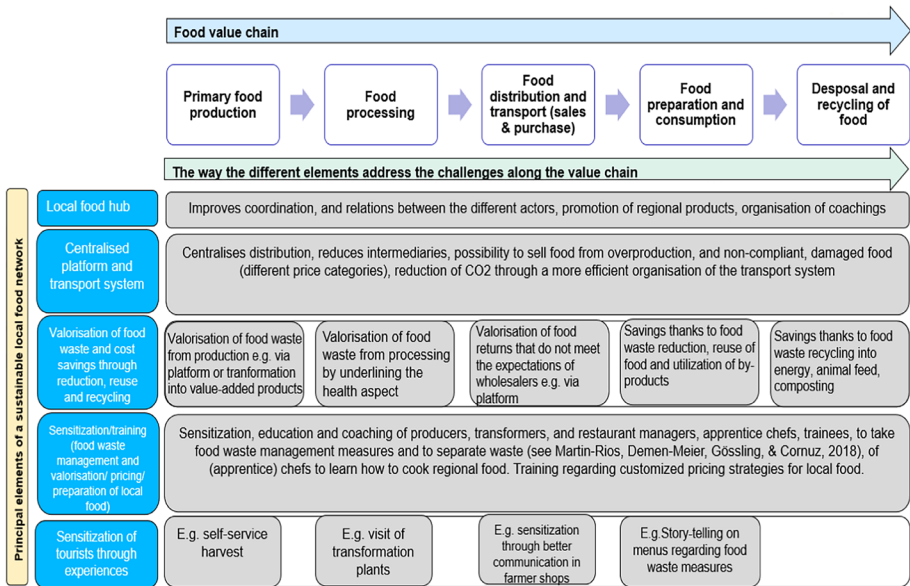 Food value chain
Primary food
production
Food
processing
Food
distribution and
transport (sales
& purchase)
Food
preparation and
consumption
Desposal and
recycling of
food
The way the different elements address the challenges along the value chain
Principal elements of a sustainable local food network
Local food hub
Improves coordination, and relations between the different actors, promotion of regional products, organisation of coachings
Centralised
platform and
transport system
Centralises distribution, reduces intermediaries, possibility to sell food from overproduction, and non-compliant, damaged food
(different price categories), reduction of CO2 through a more efficient organisation of the transport system
Valorisation of food
waste and cost
savings through
reduction, reuse
and recycling
Valorisation of food waste
from production e.g. via
platform or tranformation
into value-added products
Valorisation of food
waste from processing
by underlining the
health aspect
Valorisation of food
returns that do not meet
the expectations of
wholesalers e.g. via
platform
Savings thanks to food
waste reduction, reuse of
food and utilization of by-
products
Savings thanks to food
waste recycling into
energy, animal feed,
composting
Sensitization/training
(food waste
management and
valorisation/ pricing/
preparation of local
food)
Sensitization, education and coaching of producers, transformers, and restaurant managers, apprentice chefs, trainees, to take
food waste management measures and to separate waste (see Martin-Rios, Demen-Meier, Gössling, & Cornuz, 2018), of
(apprentice) chefs to learn how to cook regional food. Training regarding customized pricing strategies for local food.
Sensitization of
tourists through
experiences
E.g. self-service
harvest
E.g. visit of
transformation
plants
E.g. sensitization
through better
communication in
farmer shops
E.g.Story-telling on
menus regarding food
waste measures